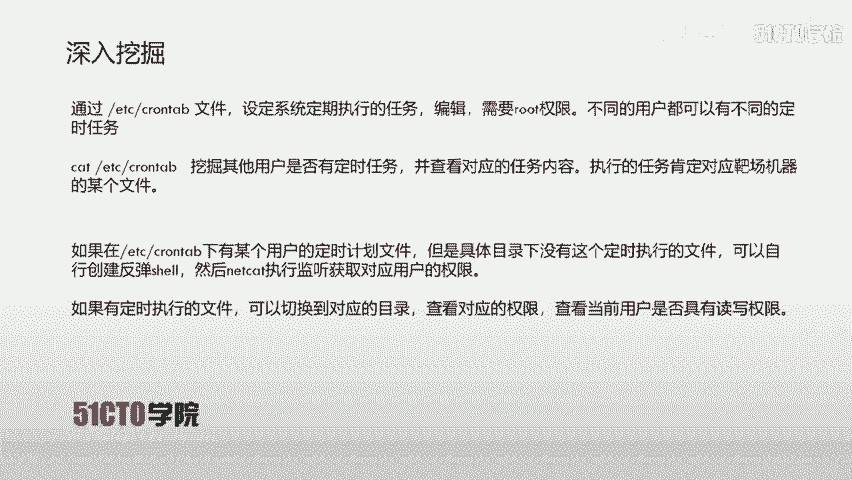 51CTO学院
深入挖掘
通过 /etc/crontab 文件，设定系统定期执行的任务，编辑，需要root权限。不同的用户都可以有不同的定
时任务
cat /etc/crontab 挖掘其他用户是否有定时任务，并查看对应的任务内容。执行的任务肯定对应靶场机器
的某个文件。
如果在/etc/crontab下有某个用户的定时计划文件，但是具体目录下没有这个定时执行的文件，可以自
行创建反弹shell，然后netcat执行监听获取对应用户的权限。
如果有定时执行的文件，可以切换到对应的目录，查看对应的权限，查看当前用户是否具有读写权限。
51CTO学院